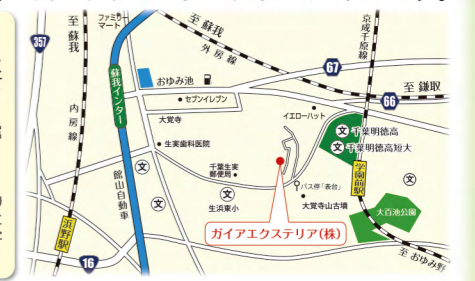 357
至 蘇我
ファミリー
マート
至 蘇我
外房線
京成千原線
67
至 鎌取
66
蘇我インター
おゆみ池
セブンイレブン
イエローハット
大覚寺
内房線
生実歯科医院
文 千葉明徳高
文 千葉明徳短大
千葉生実
郵便局
学園前駅
文
文
文
文
館山自動車
生浜東小
バス停「表台」
大覚寺山古墳
大百池公園
浜野駅
ガイアエクステリア(株)
16
至 おゆみ野